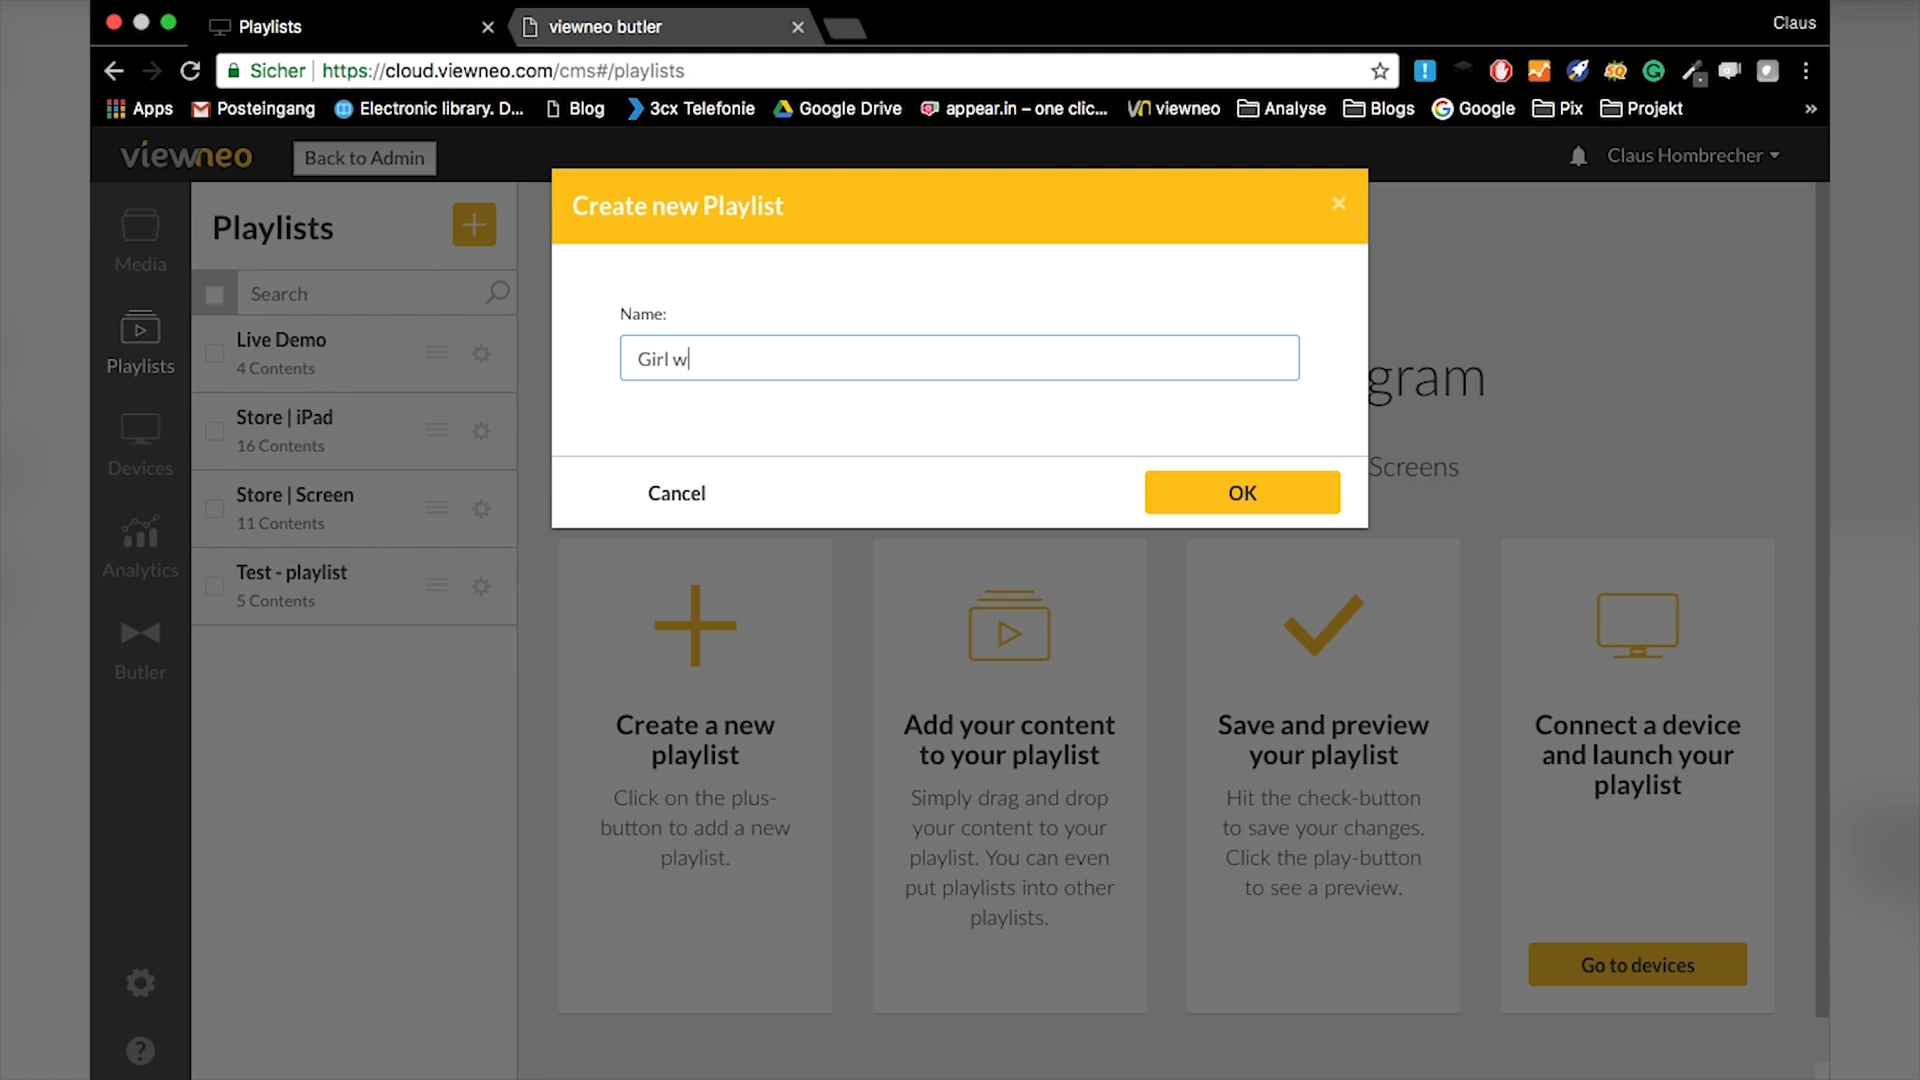 Playlists
viewneo butler
Claus
Sicher https://cloud.viewneo.com/cms#/playlists
Apps Posteingang Electronic library. D... Blog 3cx Telefonie Google Drive appear.in – one clic... viewneo Analyse Blogs Google Pix Projekt »
viewneo Back to Admin Claus Hombrecher
Media
Playlists
Devices
Analytics
Butler
Playlists
Search
Live Demo
4 Contents
Store | iPad
16 Contents
Store | Screen
11 Contents
Test - playlist
5 Contents
Create new Playlist
Name:
Girl w
Cancel OK
gram
Screens
Create a new
playlist
Click on the plus-
button to add a new
playlist.
Add your content
to your playlist
Simply drag and drop
your content to your
playlist. You can even
put playlists into other
playlists.
Save and preview
your playlist
Hit the check-button
to save your changes.
Click the play-button
to see a preview.
Connect a device
and launch your
playlist
Go to devices